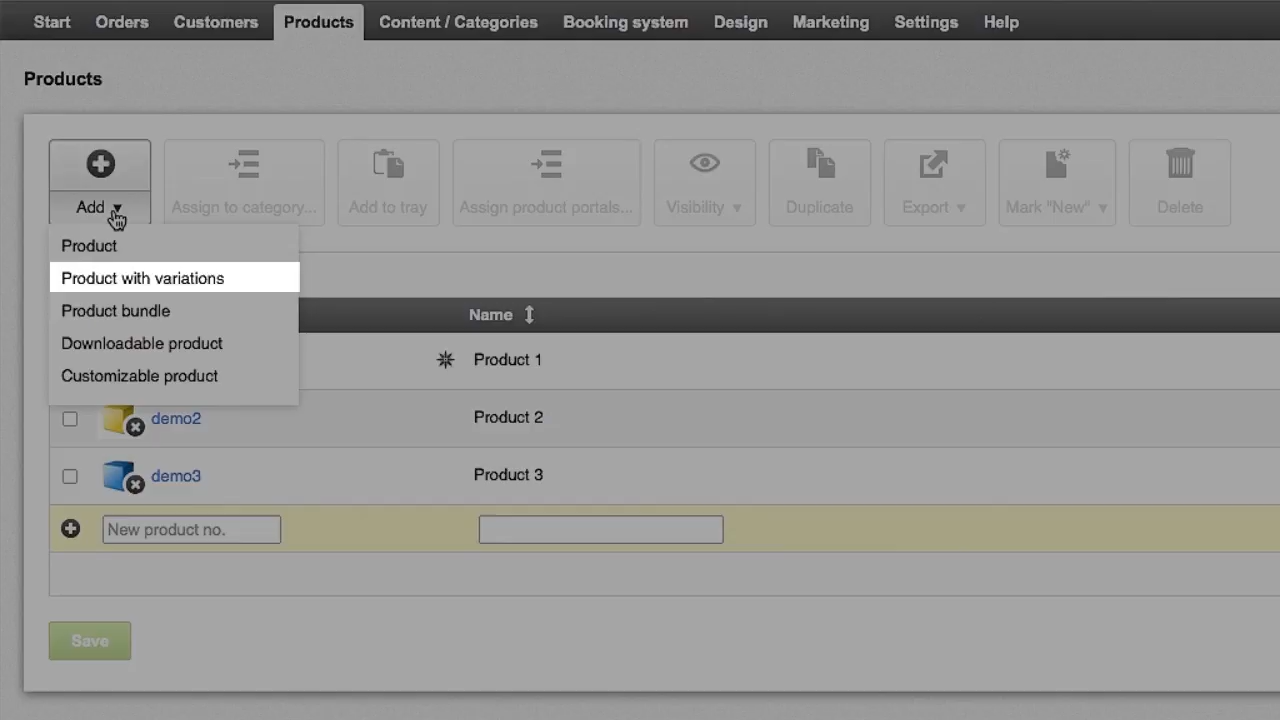 Start Orders Customers Products Content / Categories Booking system Design Marketing Settings Help
Products
Add Assign to category... Add to tray Assign product portals... Visibility Duplicate Export Mark "New" Delete
Product
Product with variations
Product bundle
Downloadable product
Customizable product
Name
Product 1
demo2 Product 2
demo3 Product 3
New product no.
Save